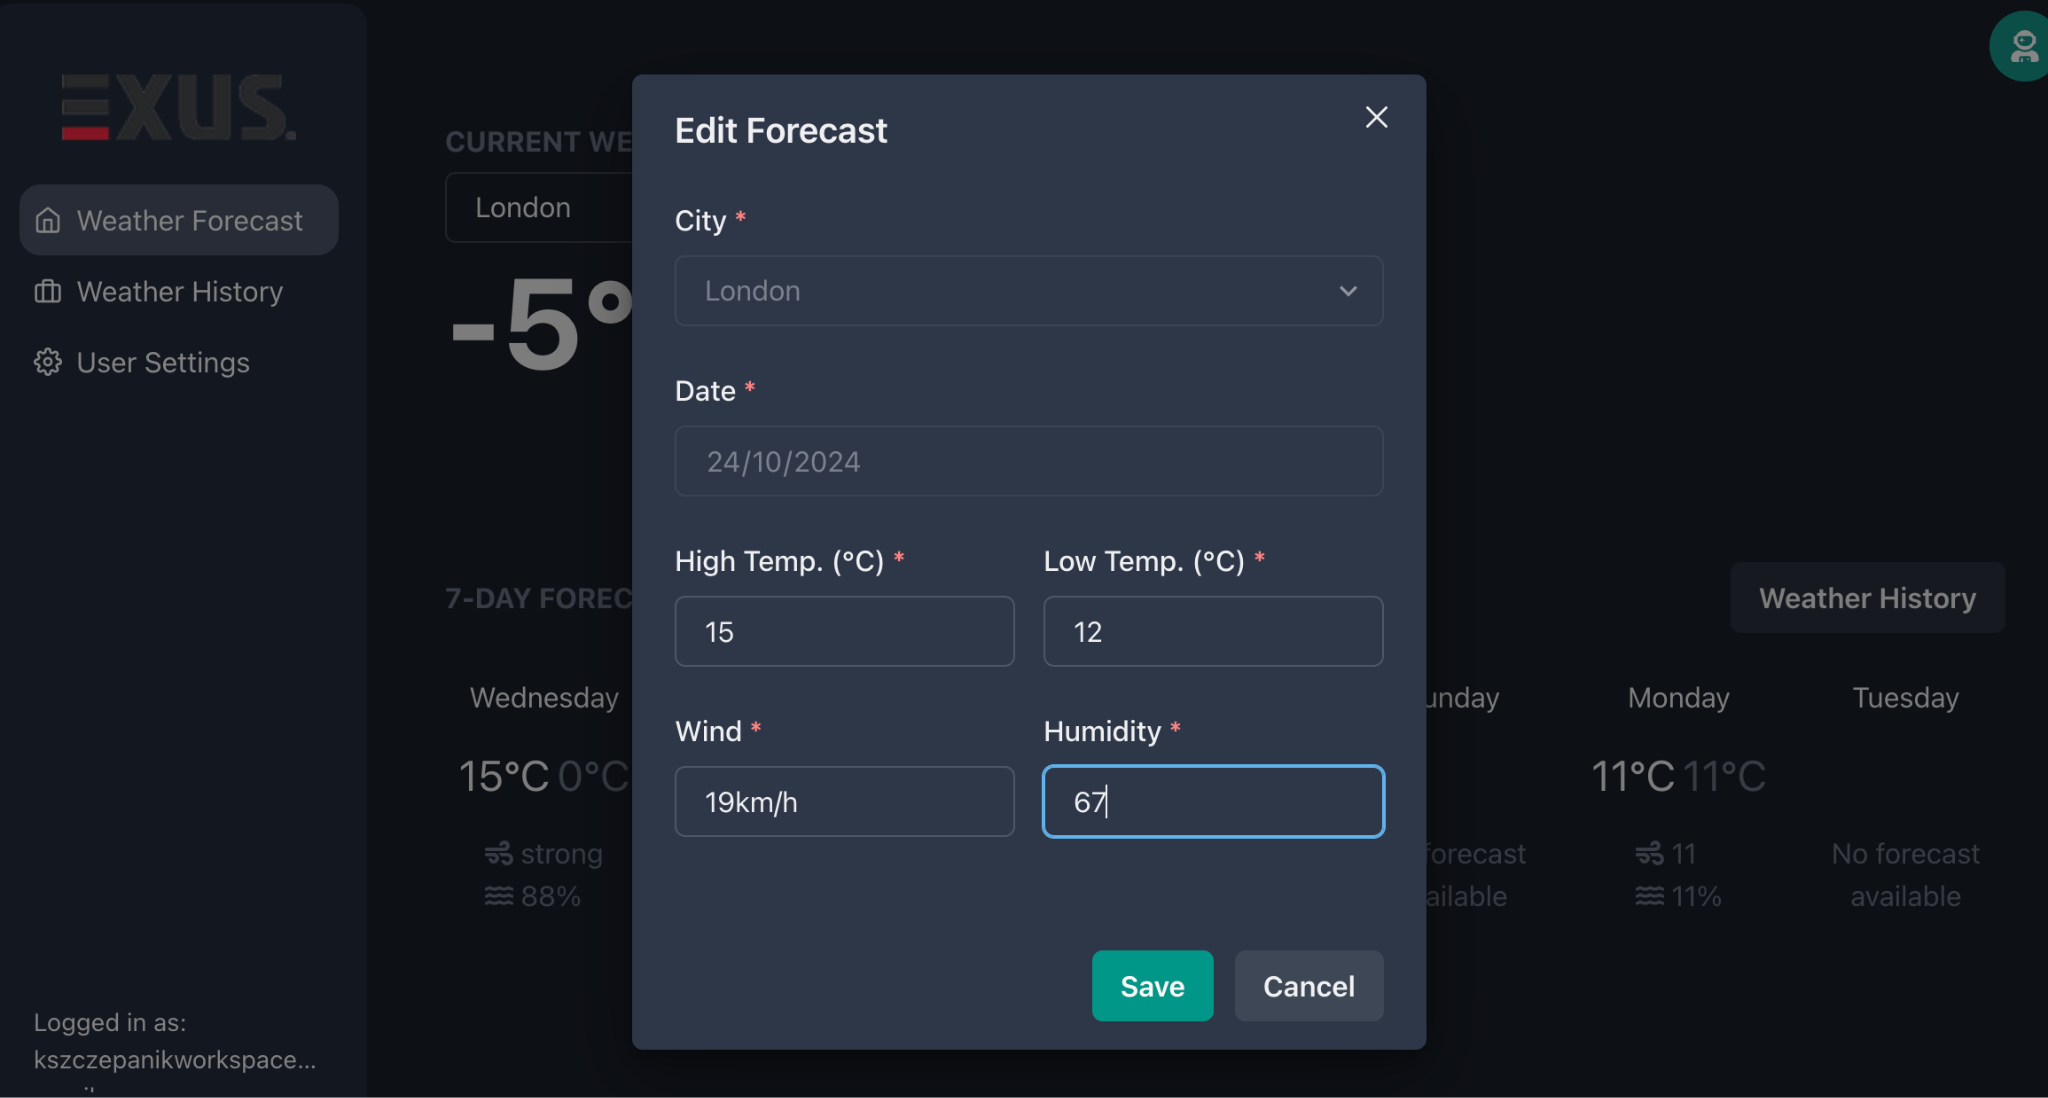 EXUS.
Weather Forecast
Weather History
User Settings
Logged in as:
kszczepanikworkspace...
CURRENT WE
London
-5°
7-DAY FOREC
Weather History
Wednesday
15°C 0°C
strong
88%
unday
forecast
ailable
Monday
11°C 11°C
11
11%
Tuesday
No forecast
available
Edit Forecast
City *
London
Date *
24/10/2024
High Temp. (°C) *
15
Low Temp. (°C) *
12
Wind *
19km/h
Humidity *
67
Save
Cancel